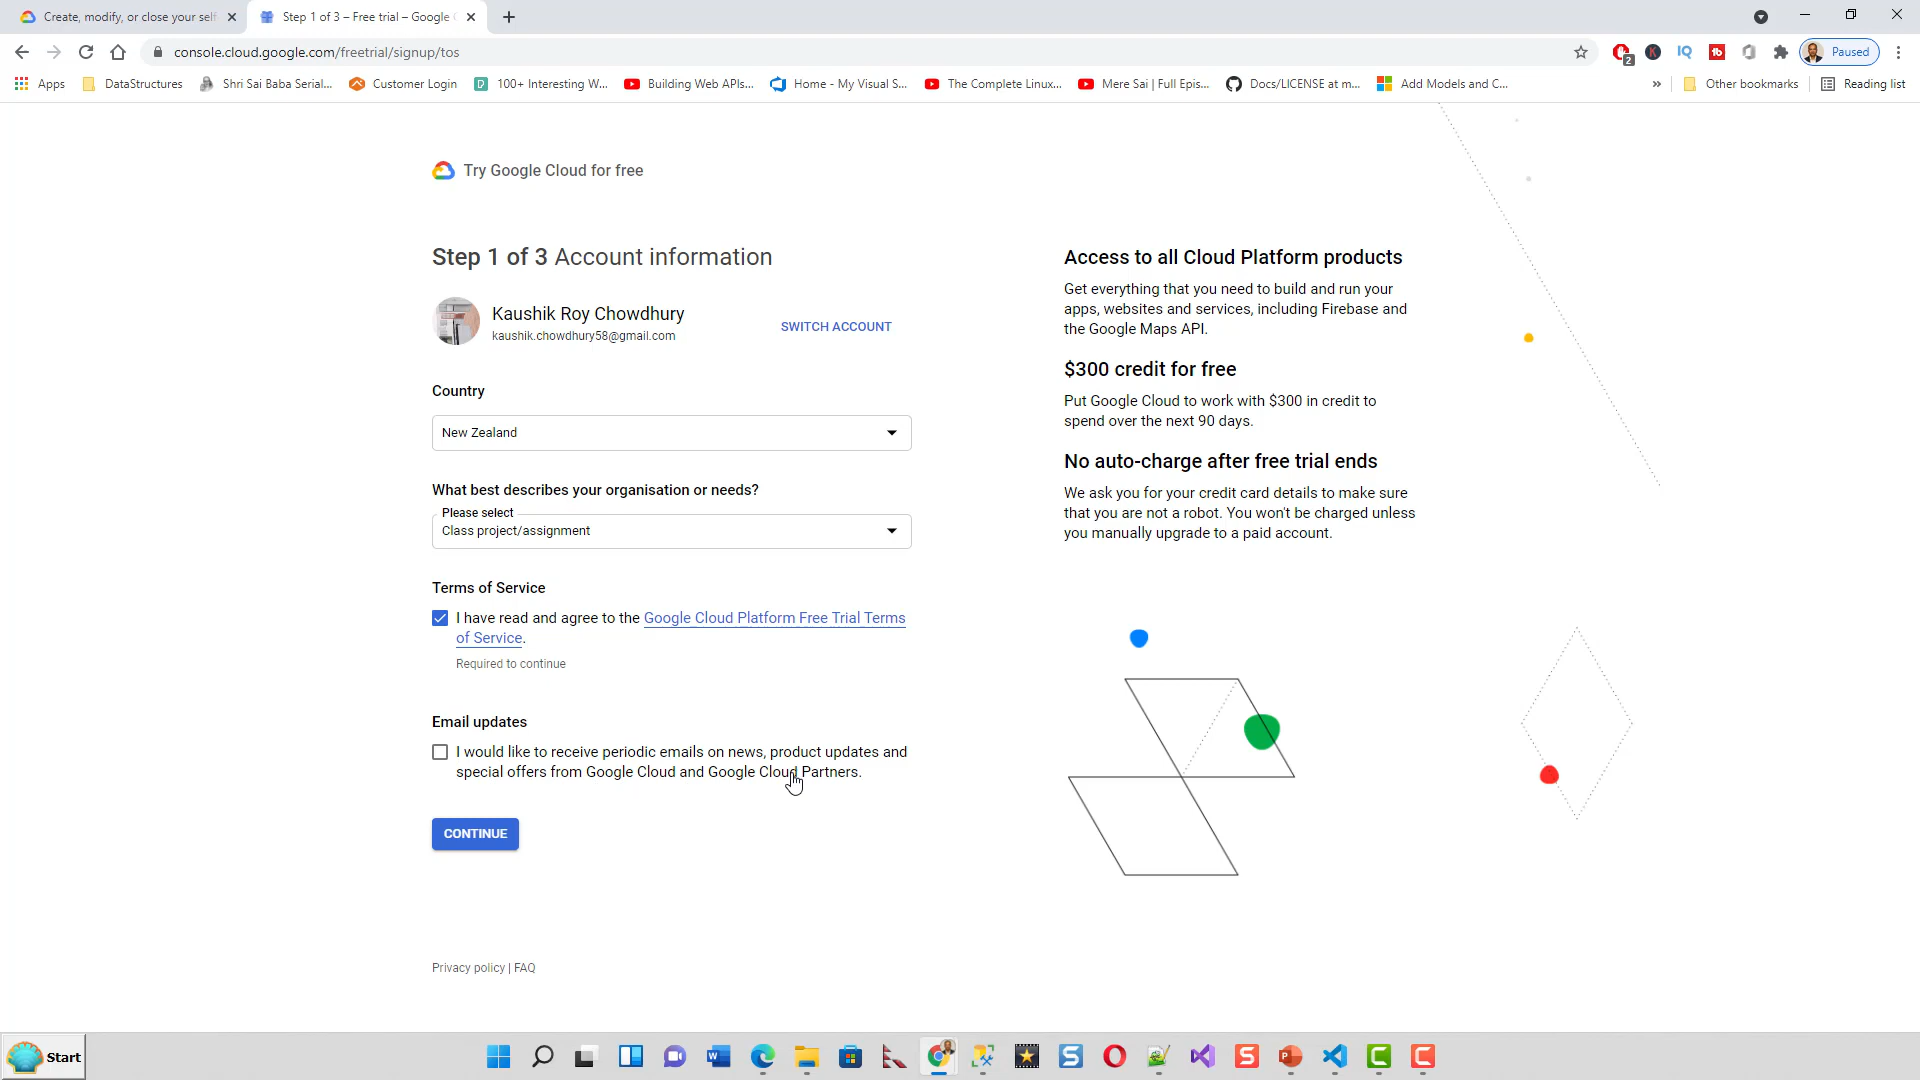 Create, modify, or close your self
Step 1 of 3 – Free trial – Google C
console.cloud.google.com/freetrial/signup/tos
2
Paused
Apps
DataStructures
Shri Sai Baba Serial...
Customer Login
100+ Interesting W...
Building Web APIs...
Home - My Visual S...
The Complete Linux...
Mere Sai | Full Epis...
Docs/LICENSE at m...
Add Models and C...
Other bookmarks
Reading list
Try Google Cloud for free
Step 1 of 3 Account information
Kaushik Roy Chowdhury
kaushik.chowdhury58@gmail.com
SWITCH ACCOUNT
Country
New Zealand
What best describes your organisation or needs?
Please select
Class project/assignment
Terms of Service
I have read and agree to the Google Cloud Platform Free Trial Terms
of Service.
Required to continue
Email updates
I would like to receive periodic emails on news, product updates and
special offers from Google Cloud and Google Cloud Partners.
CONTINUE
Privacy policy | FAQ
Access to all Cloud Platform products
Get everything that you need to build and run your
apps, websites and services, including Firebase and
the Google Maps API.
$300 credit for free
Put Google Cloud to work with $300 in credit to
spend over the next 90 days.
No auto-charge after free trial ends
We ask you for your credit card details to make sure
that you are not a robot. You won't be charged unless
you manually upgrade to a paid account.
Start